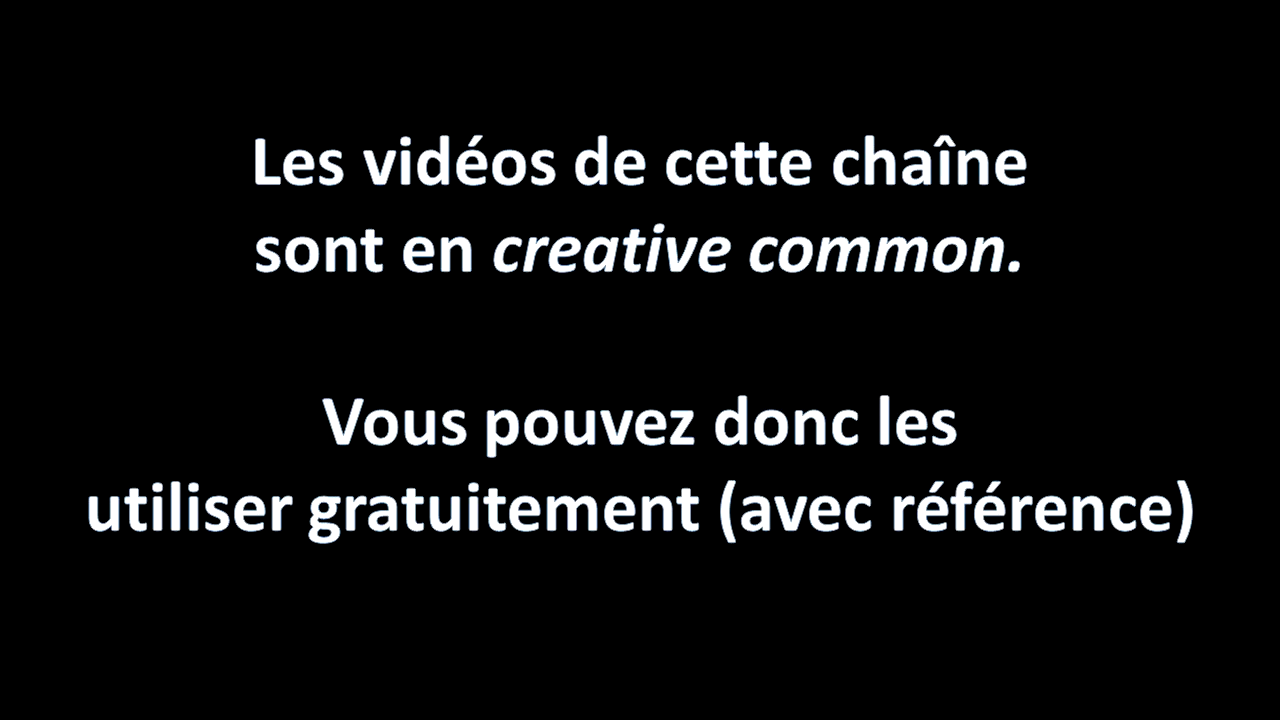 Les vidéos de cette chaîne
sont en creative common.
Vous pouvez donc les
utiliser gratuitement (avec référence)